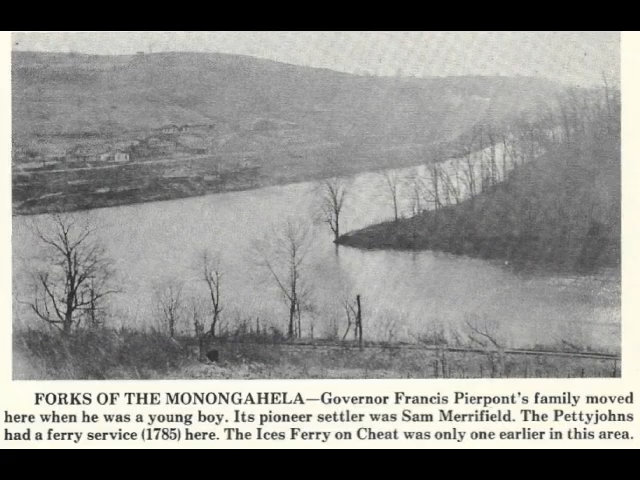 FORKS OF THE MONONGAHELA—Governor Francis Pierpont's family moved
here when he was a young boy. Its pioneer settler was Sam Merrifield. The Pettyjohns
had a ferry service (1785) here. The Ices Ferry on Cheat was only one earlier in this area.